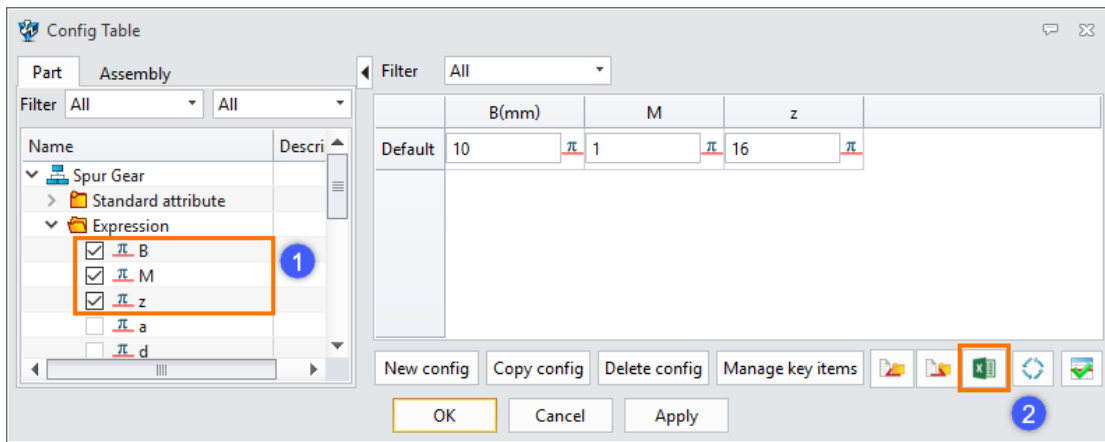 Config Table
Part Assembly
Filter All All
Name Descri
Spur Gear
Standard attribute
Expression
π B
π M
π z
π a
π d
1
Filter All
B(mm) M z
Default 10 π 1 π 16 π
New config Copy config Delete config Manage key items
OK Cancel Apply
2